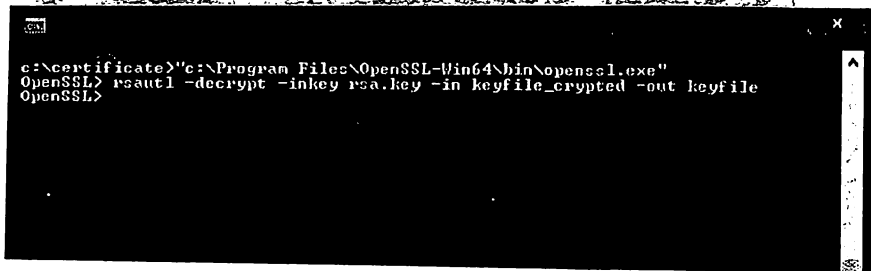 c:\certificate>"c:\Program Files\OpenSSL-Win64\bin\openssl.exe"
OpenSSL> rsautl -decrypt -inkey rsa.key -in keyfile_crypted -out keyfile
OpenSSL>